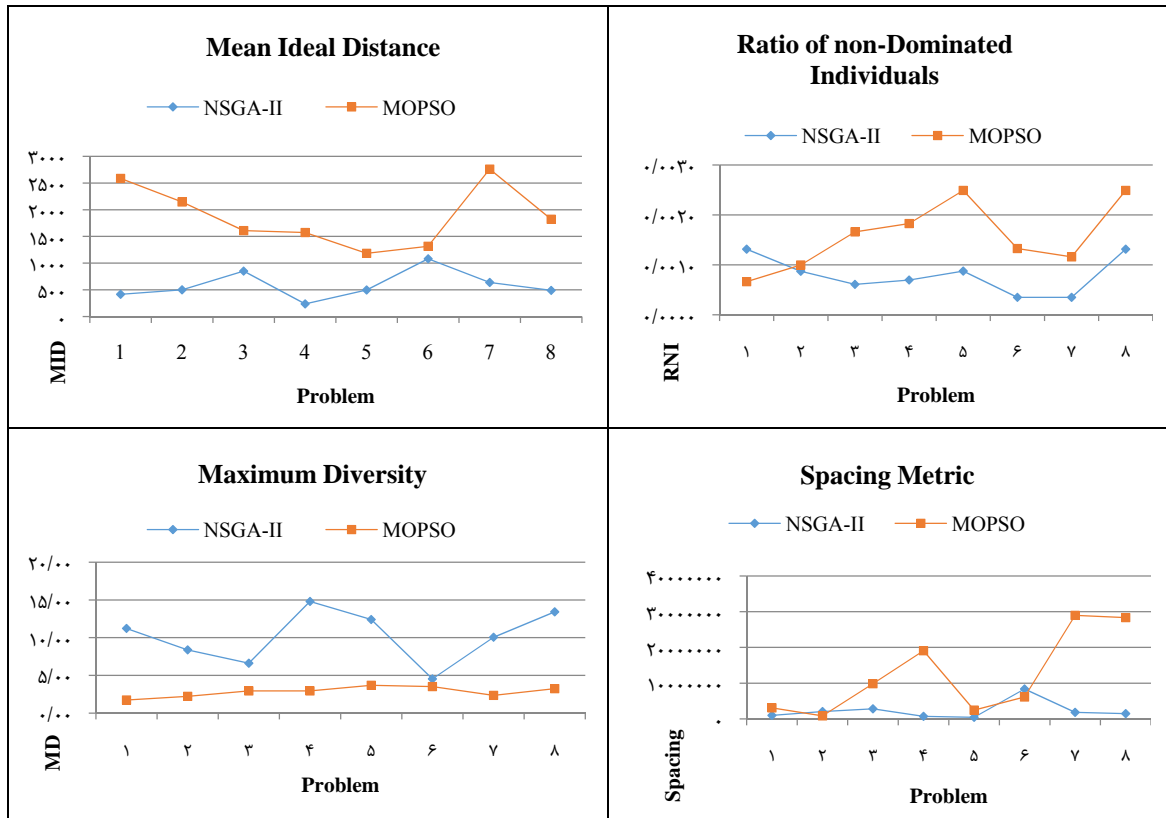 Mean Ideal Distance
NSGA-II MOPSO
۳۰۰۰
۲۵۰۰
۲۰۰۰
۱۵۰۰
۱۰۰۰
۵۰۰
۰
MID
1 2 3 4 5 6 7 8
Problem
Ratio of non-Dominated
Individuals
NSGA-II MOPSO
۰/۰۰۳۰
۰/۰۰۲۰
۰/۰۰۱۰
۰/۰۰۰۰
RNI
۱ ۲ ۳ ۴ ۵ ۶ ۷ ۸
Problem
Maximum Diversity
NSGA-II MOPSO
۲۰/۰۰
۱۵/۰۰
۱۰/۰۰
۵/۰۰
۰/۰۰
MD
۱ ۲ ۳ ۴ ۵ ۶ ۷ ۸
Problem
Spacing Metric
NSGA-II MOPSO
۴۰۰۰۰۰۰۰
۳۰۰۰۰۰۰۰
۲۰۰۰۰۰۰۰
۱۰۰۰۰۰۰۰
۰
Spacing
۱ ۲ ۳ ۴ ۵ ۶ ۷ ۸
Problem